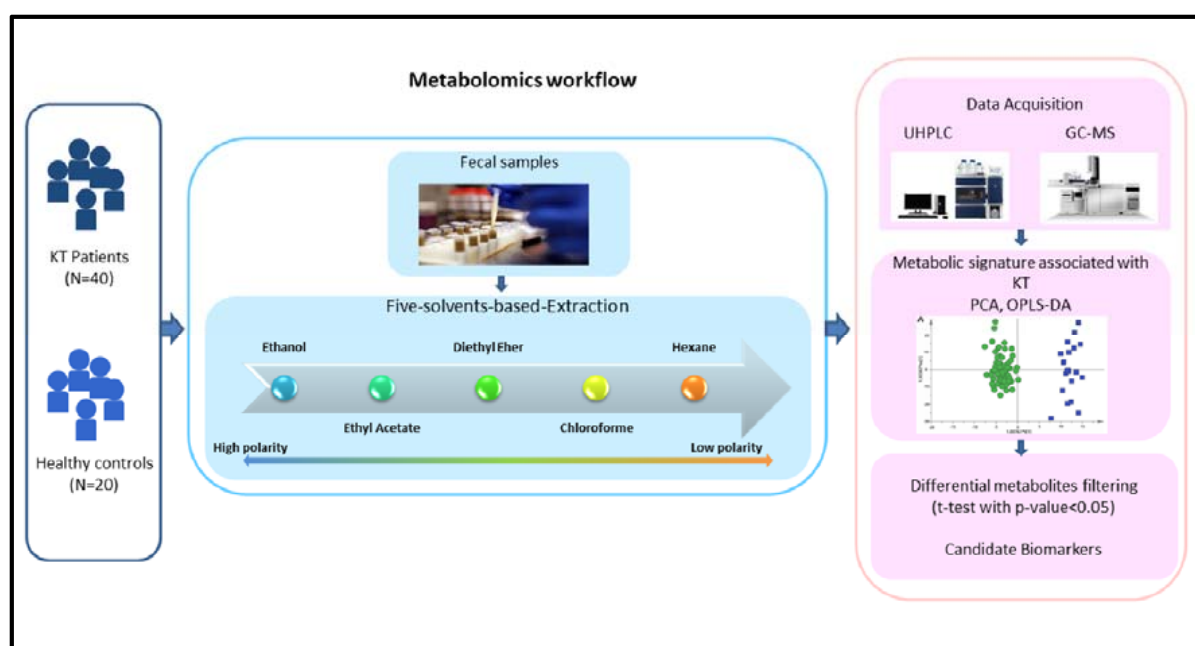 Metabolomics workflow
KT Patients
(N=40)
Healthy controls
(N=20)
Fecal samples
Five-solvents-based-Extraction
Ethanol
Diethyl Eher
Hexane
Ethyl Acetate
Chloroforme
High polarity
Low polarity
Data Acquisition
UHPLC
GC-MS
Metabolic signature associated with
KT
PCA, OPLS-DA
A
Differential metabolites filtering
(t-test with p-value<0.05)
Candidate Biomarkers